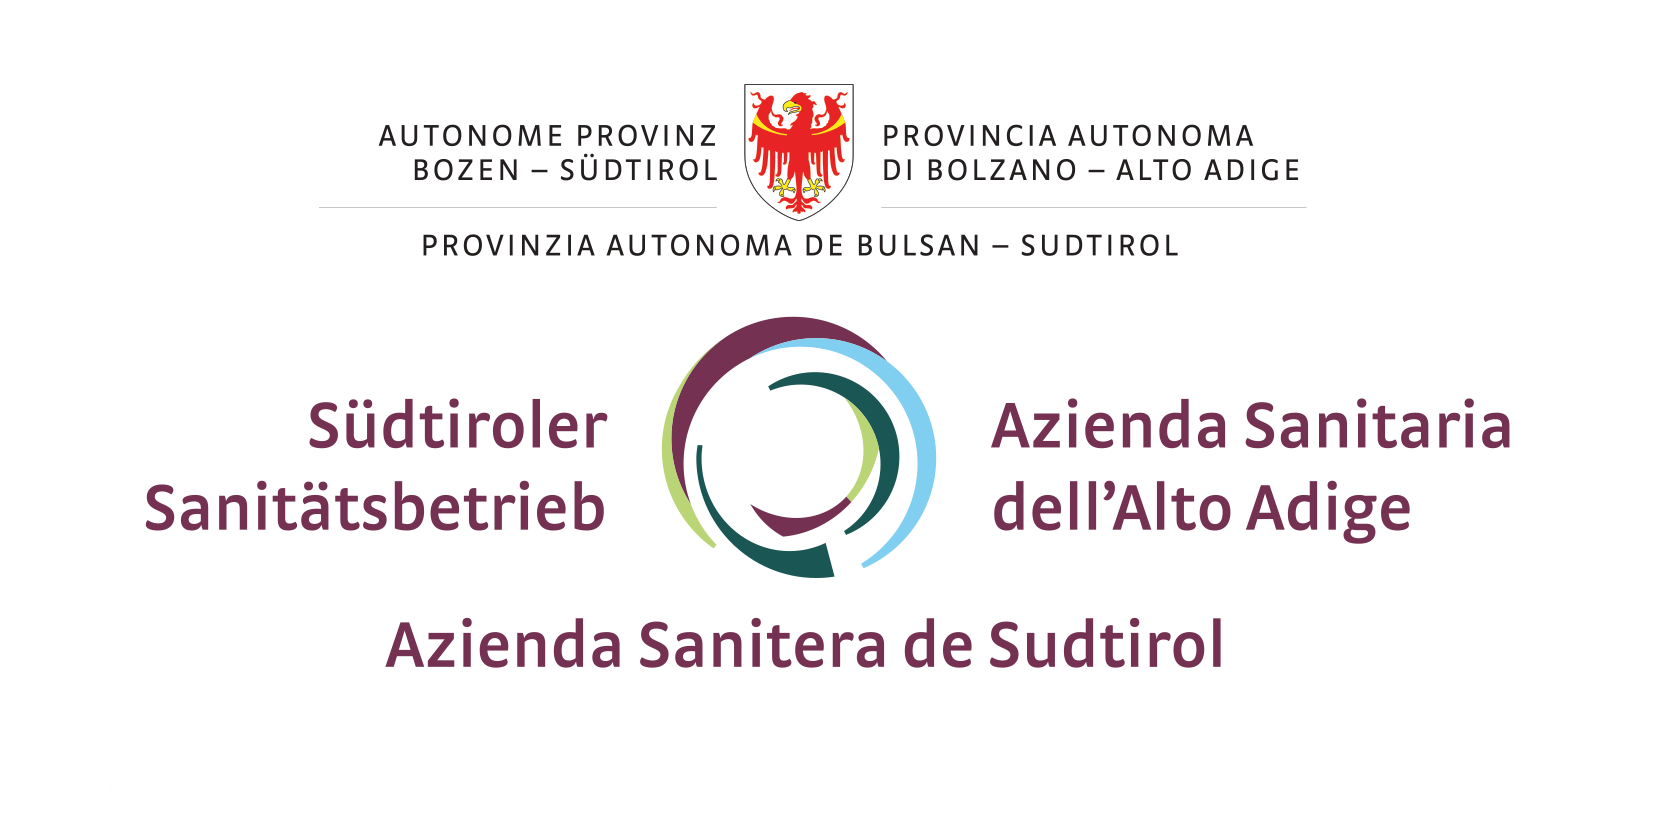 AUTONOME PROVINZ
BOZEN – SÜDTIROL
PROVINCIA AUTONOMA
DI BOLZANO – ALTO ADIGE
PROVINZIA AUTONOMA DE BULSAN – SUDTIROL
Südtiroler
Sanitätsbetrieb
Azienda Sanitaria
dell’Alto Adige
Azienda Sanitera de Sudtirol